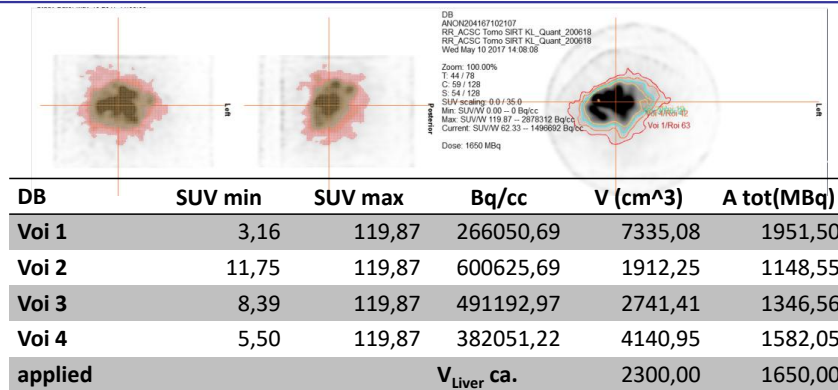 DB
ANON204167102107
RR_ACSC Tomo SIRT KL_Quant_200618
RR_ACSC Tomo SIRT KL_Quant_200618
Wed May 10 2017 14:08:08
Zoom: 100.00%
T: 44 / 78
C: 59 / 128
S: 54 / 128
SUV scaling: 0.0 / 35.0
Min: SUV/W 0.00 -- 0 Bq/cc
Max: SUV/W 119.87 -- 2878312 Bq/cc
Current: SUV/W 62.33 -- 1496692 Bq/cc
Dose: 1650 MBq
Left
Posterior
Left
Voi 1/Roi 63
DB SUV min SUV max Bq/cc V (cm^3) A tot(MBq)
Voi 1 3,16 119,87 266050,69 7335,08 1951,50
Voi 2 11,75 119,87 600625,69 1912,25 1148,55
Voi 3 8,39 119,87 491192,97 2741,41 1346,56
Voi 4 5,50 119,87 382051,22 4140,95 1582,05
applied V_Liver ca. 2300,00 1650,00